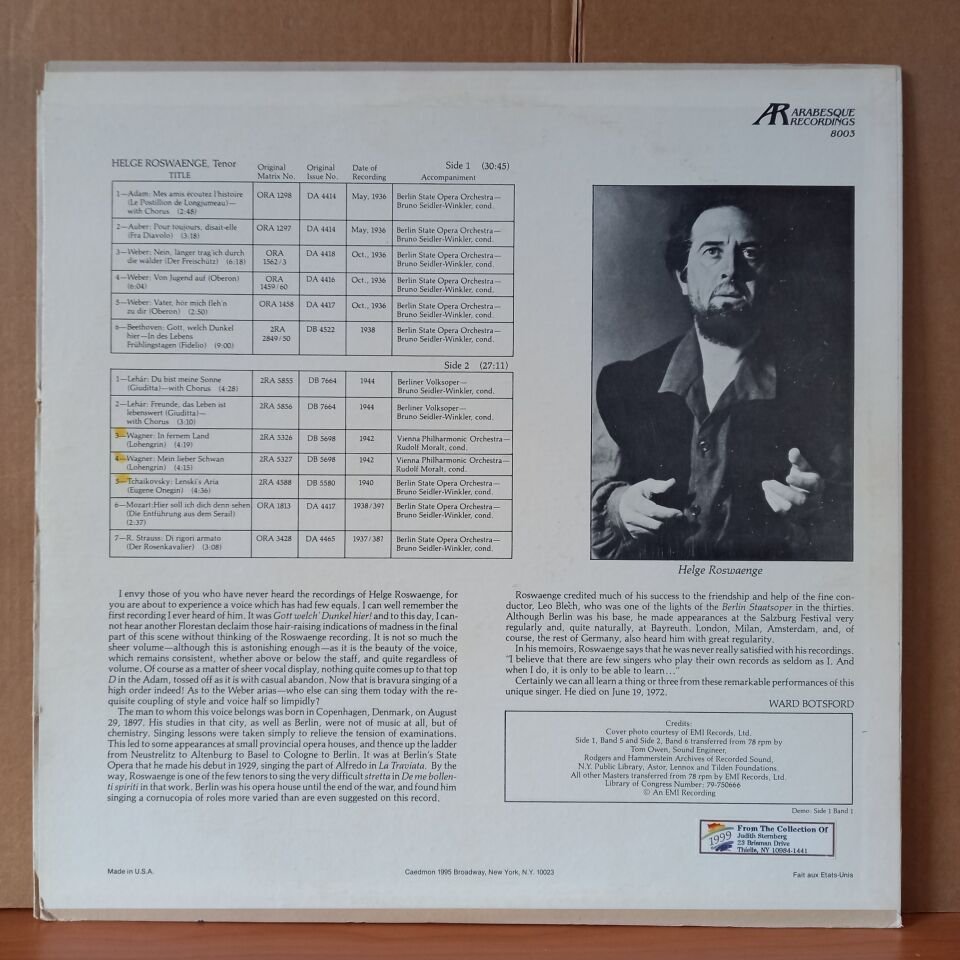 AR ARABESQUE
RECORDINGS
8003
HELGE ROSWAENGE, Tenor
Side 1 (30:45)
TITLE
Original Matrix No.
Original Issue No.
Date of Recording
Accompaniment
1—Adam: Mes amis écoutez l'histoire
(Le Postillion de Longjumeau)—
with Chorus (2:48)
ORA 1298
DA 4414
May, 1936
Berlin State Opera Orchestra—
Bruno Seidler-Winkler, cond.
2—Auber: Pour toujours, disait-elle
(Fra Diavolo) (3:18)
ORA 1297
DA 4414
May, 1936
Berlin State Opera Orchestra—
Bruno Seidler-Winkler, cond.
3—Weber: Nein, länger trag'ich durch
die wälder (Der Freischütz) (6:18)
ORA
1562/3
DA 4418
Oct., 1936
Berlin State Opera Orchestra—
Bruno Seidler-Winkler, cond.
4—Weber: Von Jugend auf (Oberon)
(6:04)
ORA
1459/60
DA 4416
Oct., 1936
Berlin State Opera Orchestra—
Bruno Seidler-Winkler, cond.
5—Weber: Vater, hör mich fleh'n
zu dir (Oberon) (2:50)
ORA 1458
DA 4417
Oct., 1936
Berlin State Opera Orchestra—
Bruno Seidler-Winkler, cond.
6—Beethoven: Gott, welch Dunkel
hier—In des Lebens
Frühlingstagen (Fidelio) (9:00)
2RA
2849/50
DB 4522
1938
Berlin State Opera Orchestra—
Bruno Seidler-Winkler, cond.
Side 2 (27:11)
1—Lehár: Du bist meine Sonne
(Giuditta)—with Chorus (4:28)
2RA 5855
DB 7664
1944
Berliner Volksoper—
Bruno Seidler-Winkler, cond.
2—Lehár: Freunde, das Leben ist
lebenswert (Giuditta)—
with Chorus (3:10)
2RA 5856
DB 7664
1944
Berliner Volksoper—
Bruno Seidler-Winkler, cond.
3—Wagner: In fernem Land
(Lohengrin) (4:19)
2RA 5326
DB 5698
1942
Vienna Philharmonic Orchestra—
Rudolf Moralt, cond.
4—Wagner: Mein lieber Schwan
(Lohengrin) (4:15)
2RA 5327
DB 5698
1942
Vienna Philharmonic Orchestra—
Rudolf Moralt, cond.
5—Tchaikovsky: Lenski's Aria
(Eugene Onegin) (4:36)
2RA 4588
DB 5580
1940
Berlin State Opera Orchestra—
Bruno Seidler-Winkler, cond.
6—Mozart:Hier soll ich dich denn sehen
(Die Entführung aus dem Serail)
(2:37)
ORA 1813
DA 4417
1938/39?
Berlin State Opera Orchestra—
Bruno Seidler-Winkler, cond.
7—R. Strauss: Di rigori armato
(Der Rosenkavalier) (3:08)
ORA 3428
DA 4465
1937/38?
Berlin State Opera Orchestra—
Bruno Seidler-Winkler, cond.
Helge Roswaenge
I envy those of you who have never heard the recordings of Helge Roswaenge, for
you are about to experience a voice which has had few equals. I can well remember the
first recording I ever heard of him. It was Gott welch' Dunkel hier! and to this day, I can-
not hear another Florestan declaim those hair-raising indications of madness in the final
part of this scene without thinking of the Roswaenge recording. It is not so much the
sheer volume—although this is astonishing enough—as it is the beauty of the voice,
which remains consistent, whether above or below the staff, and quite regardless of
volume. Of course as a matter of sheer vocal display, nothing quite comes up to that top
D in the Adam, tossed off as it is with casual abandon. Now that is bravura singing of a
high order indeed! As to the Weber arias—who else can sing them today with the re-
quisite coupling of style and voice half so limpidly?
The man to whom this voice belongs was born in Copenhagen, Denmark, on August
29, 1897. His studies in that city, as well as Berlin, were not of music at all, but of
chemistry. Singing lessons were taken simply to relieve the tension of examinations.
This led to some appearances at small provincial opera houses, and thence up the ladder
from Neustrelitz to Altenburg to Basel to Cologne to Berlin. It was at Berlin's State
Opera that he made his debut in 1929, singing the part of Alfredo in La Traviata. By the
way, Roswaenge is one of the few tenors to sing the very difficult stretta in De me bollen-
ti spiriti in that work. Berlin was his opera house until the end of the war, and found him
singing a cornucopia of roles more varied than are even suggested on this record.
Roswaenge credited much of his success to the friendship and help of the fine con-
ductor, Leo Blech, who was one of the lights of the Berlin Staatsoper in the thirties.
Although Berlin was his base, he made appearances at the Salzburg Festival very
regularly and, quite naturally, at Bayreuth. London, Milan, Amsterdam, and, of
course, the rest of Germany, also heard him with great regularity.
In his memoirs, Roswaenge says that he was never really satisfied with his recordings.
"I believe that there are few singers who play their own records as seldom as I. And
when I do, it is only to be able to learn..."
Certainly we can all learn a thing or three from these remarkable performances of this
unique singer. He died on June 19, 1972.
WARD BOTSFORD
Credits:
Cover photo courtesy of EMI Records, Ltd.
Side 1, Band 5 and Side 2, Band 6 transferred from 78 rpm by
Tom Owen, Sound Engineer,
Rodgers and Hammerstein Archives of Recorded Sound,
N.Y. Public Library, Astor, Lennox and Tilden Foundations.
All other Masters transferred from 78 rpm by EMI Records, Ltd.
Library of Congress Number: 79-750666
© An EMI Recording
Demo: Side 1 Band 1
1999
From The Collection Of
Judith Sternberg
23 Brisman Drive
Thiells, NY 10984-1441
Made in U.S.A.
Caedmon 1995 Broadway, New York, N.Y. 10023
Fait aux Etats-Unis